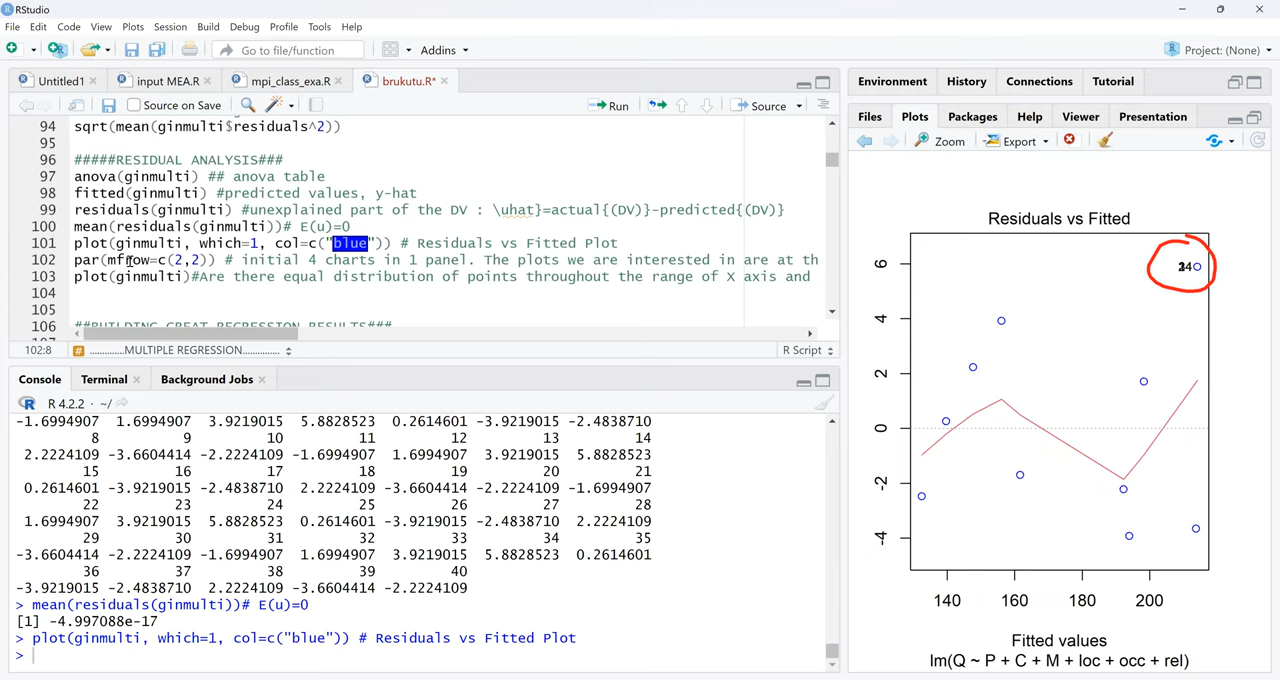 RStudio
File Edit Code View Plots Session Build Debug Profile Tools Help
Go to file/function Addins Project: (None)
Untitled1 input MEA.R mpi_class_exa.R brukutu.R*
Source on Save Run Source
94 sqrt(mean(ginmulti$residuals^2))
95
96 #####RESIDUAL ANALYSIS###
97 anova(ginmulti) ## anova table
98 fitted(ginmulti) #predicted values, y-hat
99 residuals(ginmulti) #unexplained part of the DV : \uhat}=actual{(DV)}-predicted{(DV)}
100 mean(residuals(ginmulti))# E(u)=0
101 plot(ginmulti, which=1, col=c("blue")) # Residuals vs Fitted Plot
102 par(mfrow=c(2,2)) # initial 4 charts in 1 panel. The plots we are interested in are at th
103 plot(ginmulti)#Are there equal distribution of points throughout the range of X axis and
104
105
106 ##BUILDING GREAT REGRESSION RESULTS###
102:8 # ..............MULTIPLE REGRESSION.............. R Script
Console Terminal Background Jobs
R 4.2.2 · ~/
-1.6994907 1.6994907 3.9219015 5.8828523 0.2614601 -3.9219015 -2.4838710
8 9 10 11 12 13 14
2.2224109 -3.6604414 -2.2224109 -1.6994907 1.6994907 3.9219015 5.8828523
15 16 17 18 19 20 21
0.2614601 -3.9219015 -2.4838710 2.2224109 -3.6604414 -2.2224109 -1.6994907
22 23 24 25 26 27 28
1.6994907 3.9219015 5.8828523 0.2614601 -3.9219015 -2.4838710 2.2224109
29 30 31 32 33 34 35
-3.6604414 -2.2224109 -1.6994907 1.6994907 3.9219015 5.8828523 0.2614601
36 37 38 39 40
-3.9219015 -2.4838710 2.2224109 -3.6604414 -2.2224109
> mean(residuals(ginmulti))# E(u)=0
[1] -4.997088e-17
> plot(ginmulti, which=1, col=c("blue")) # Residuals vs Fitted Plot
>
Environment History Connections Tutorial
Files Plots Packages Help Viewer Presentation
Zoom Export
Residuals vs Fitted
6
4
2
0
-2
-4
140 160 180 200
Fitted values
lm(Q ~ P + C + M + loc + occ + rel)